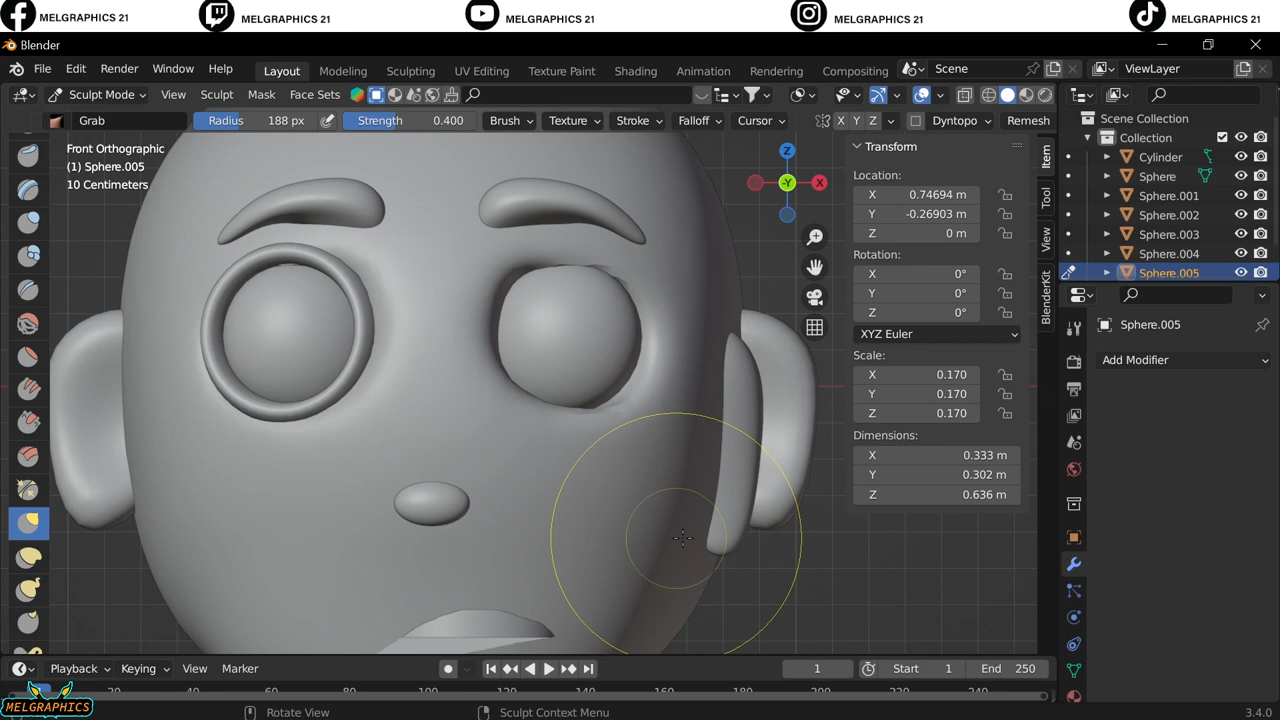 MELGRAPHICS 21 MELGRAPHICS 21 MELGRAPHICS 21 MELGRAPHICS 21 MELGRAPHICS 21
Blender
File Edit Render Window Help Layout Modeling Sculpting UV Editing Texture Paint Shading Animation Rendering Compositing Scene ViewLayer
Sculpt Mode View Sculpt Mask Face Sets
Grab Radius 188 px Strength 0.400 Brush Texture Stroke Falloff Cursor X Y Z Dyntopo Remesh
Front Orthographic
(1) Sphere.005
10 Centimeters
Z
-Y
X
Transform
Location:
X 0.74694 m
Y -0.26903 m
Z 0 m
Rotation:
X 0°
Y 0°
Z 0°
XYZ Euler
Scale:
X 0.170
Y 0.170
Z 0.170
Dimensions:
X 0.333 m
Y 0.302 m
Z 0.636 m
Item
Tool
View
BlenderKit
Scene Collection
Collection
Cylinder
Sphere
Sphere.001
Sphere.002
Sphere.003
Sphere.004
Sphere.005
Sphere.005
Add Modifier
Playback Keying View Marker 1 Start 1 End 250
20 40 60 80 100 120 140 160 180 200 220 240
MELGRAPHICS
Rotate View Sculpt Context Menu 3.4.0